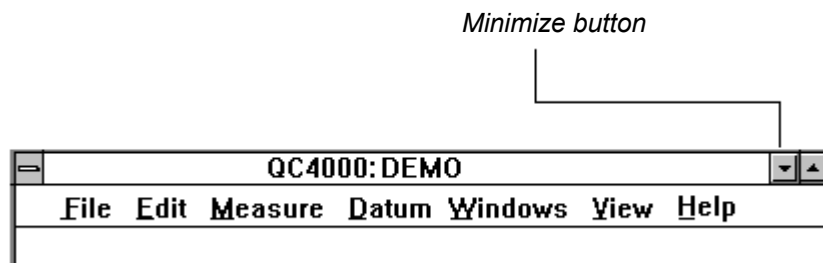 Minimize button
QC4000:DEMO
File Edit Measure Datum Windows View Help